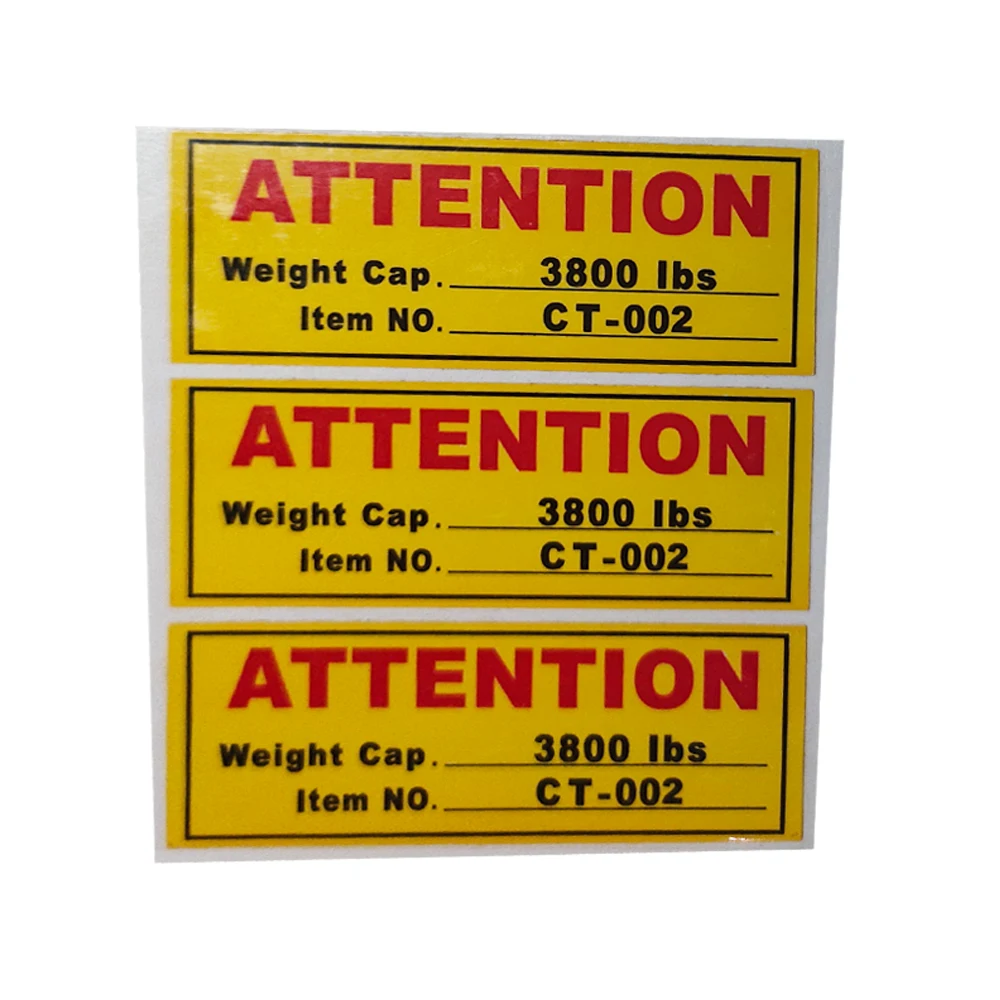 ATTENTION
Weight Cap. 3800 lbs
Item NO. CT-002
ATTENTION
Weight Cap. 3800 lbs
Item NO. CT-002
ATTENTION
Weight Cap. 3800 lbs
Item NO. CT-002